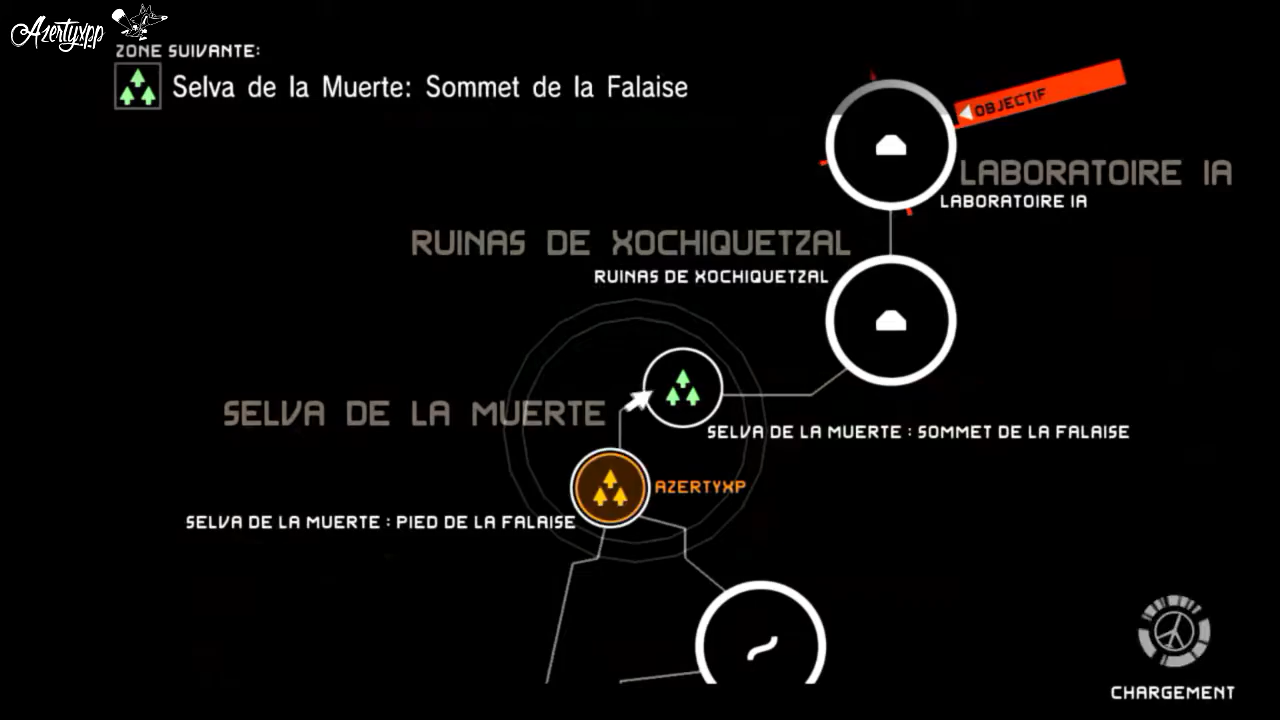 Azertyxpp
ZONE SUIVANTE:
Selva de la Muerte: Sommet de la Falaise
OBJECTIF
LABORATOIRE IA
LABORATOIRE IA
RUINAS DE XOCHIQUETZAL
RUINAS DE XOCHIQUETZAL
SELVA DE LA MUERTE
SELVA DE LA MUERTE : SOMMET DE LA FALAISE
AZERTYXP
SELVA DE LA MUERTE : PIED DE LA FALAISE
CHARGEMENT